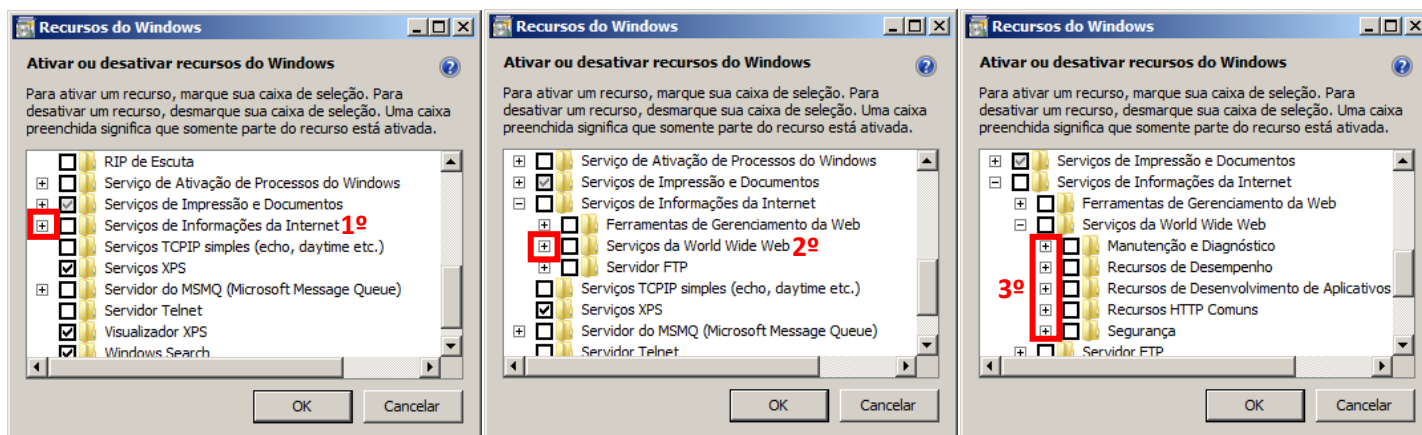 Recursos do Windows
Ativar ou desativar recursos do Windows
Para ativar um recurso, marque sua caixa de seleção. Para
desativar um recurso, desmarque sua caixa de seleção. Uma caixa
preenchida significa que somente parte do recurso está ativada.
RIP de Escuta
Serviço de Ativação de Processos do Windows
Serviços de Impressão e Documentos
Serviços de Informações da Internet 1º
Serviços TCPIP simples (echo, daytime etc.)
Serviços XPS
Servidor do MSMQ (Microsoft Message Queue)
Servidor Telnet
Visualizador XPS
Windows Search
OK Cancelar
Recursos do Windows
Ativar ou desativar recursos do Windows
Para ativar um recurso, marque sua caixa de seleção. Para
desativar um recurso, desmarque sua caixa de seleção. Uma caixa
preenchida significa que somente parte do recurso está ativada.
Serviço de Ativação de Processos do Windows
Serviços de Impressão e Documentos
Serviços de Informações da Internet
Ferramentas de Gerenciamento da Web
Serviços da World Wide Web 2º
Servidor FTP
Serviços TCPIP simples (echo, daytime etc.)
Serviços XPS
Servidor do MSMQ (Microsoft Message Queue)
Servidor Telnet
OK Cancelar
Recursos do Windows
Ativar ou desativar recursos do Windows
Para ativar um recurso, marque sua caixa de seleção. Para
desativar um recurso, desmarque sua caixa de seleção. Uma caixa
preenchida significa que somente parte do recurso está ativada.
Serviços de Impressão e Documentos
Serviços de Informações da Internet
Ferramentas de Gerenciamento da Web
Serviços da World Wide Web
Manutenção e Diagnóstico
Recursos de Desempenho
3º Recursos de Desenvolvimento de Aplicativos
Recursos HTTP Comuns
Segurança
Servidor FTP
OK Cancelar